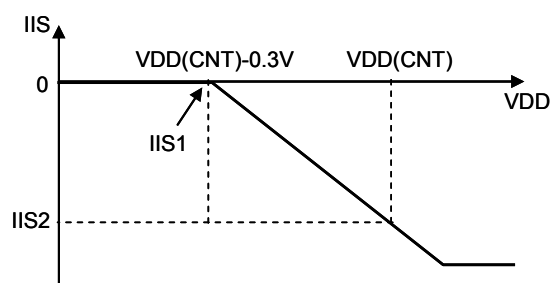 IIS
VDD(CNT)-0.3V
VDD(CNT)
0
VDD
IIS1
IIS2